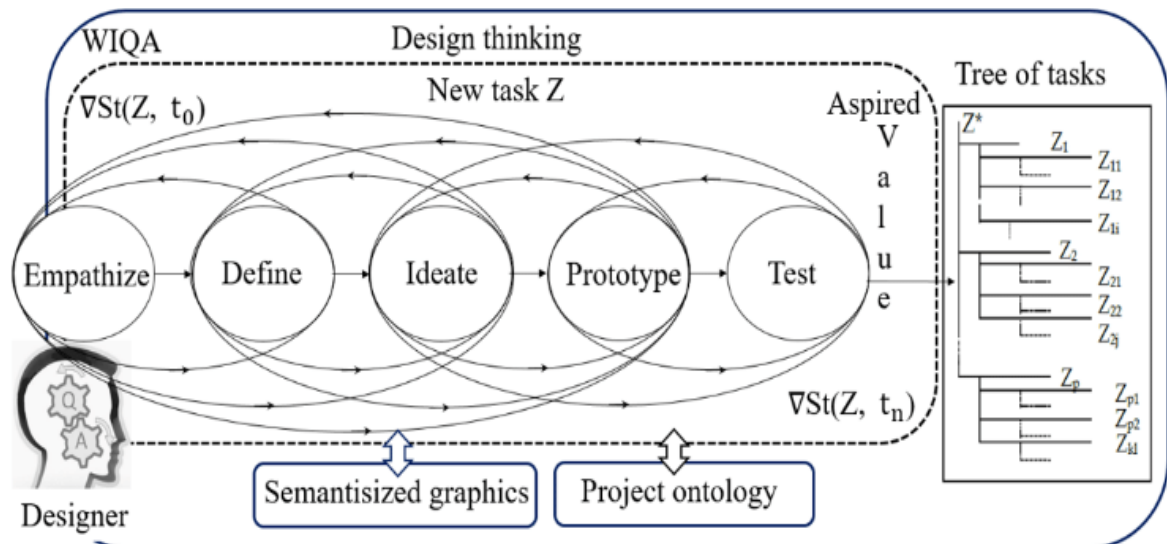 WIQA
Design thinking
∇St(Z, t₀)
New task Z
Aspired
V
a
l
u
e
Empathize
Define
Ideate
Prototype
Test
∇St(Z, tₙ)
Q
A
Designer
Semantisized graphics
Project ontology
Tree of tasks
Z*
Z₁
Z₁₁
Z₁₂
Z₁ᵢ
Z₂
Z₂₁
Z₂₂
Z₂ⱼ
Zₚ
Zₚ₁
Zₚ₂
Zₖₗ